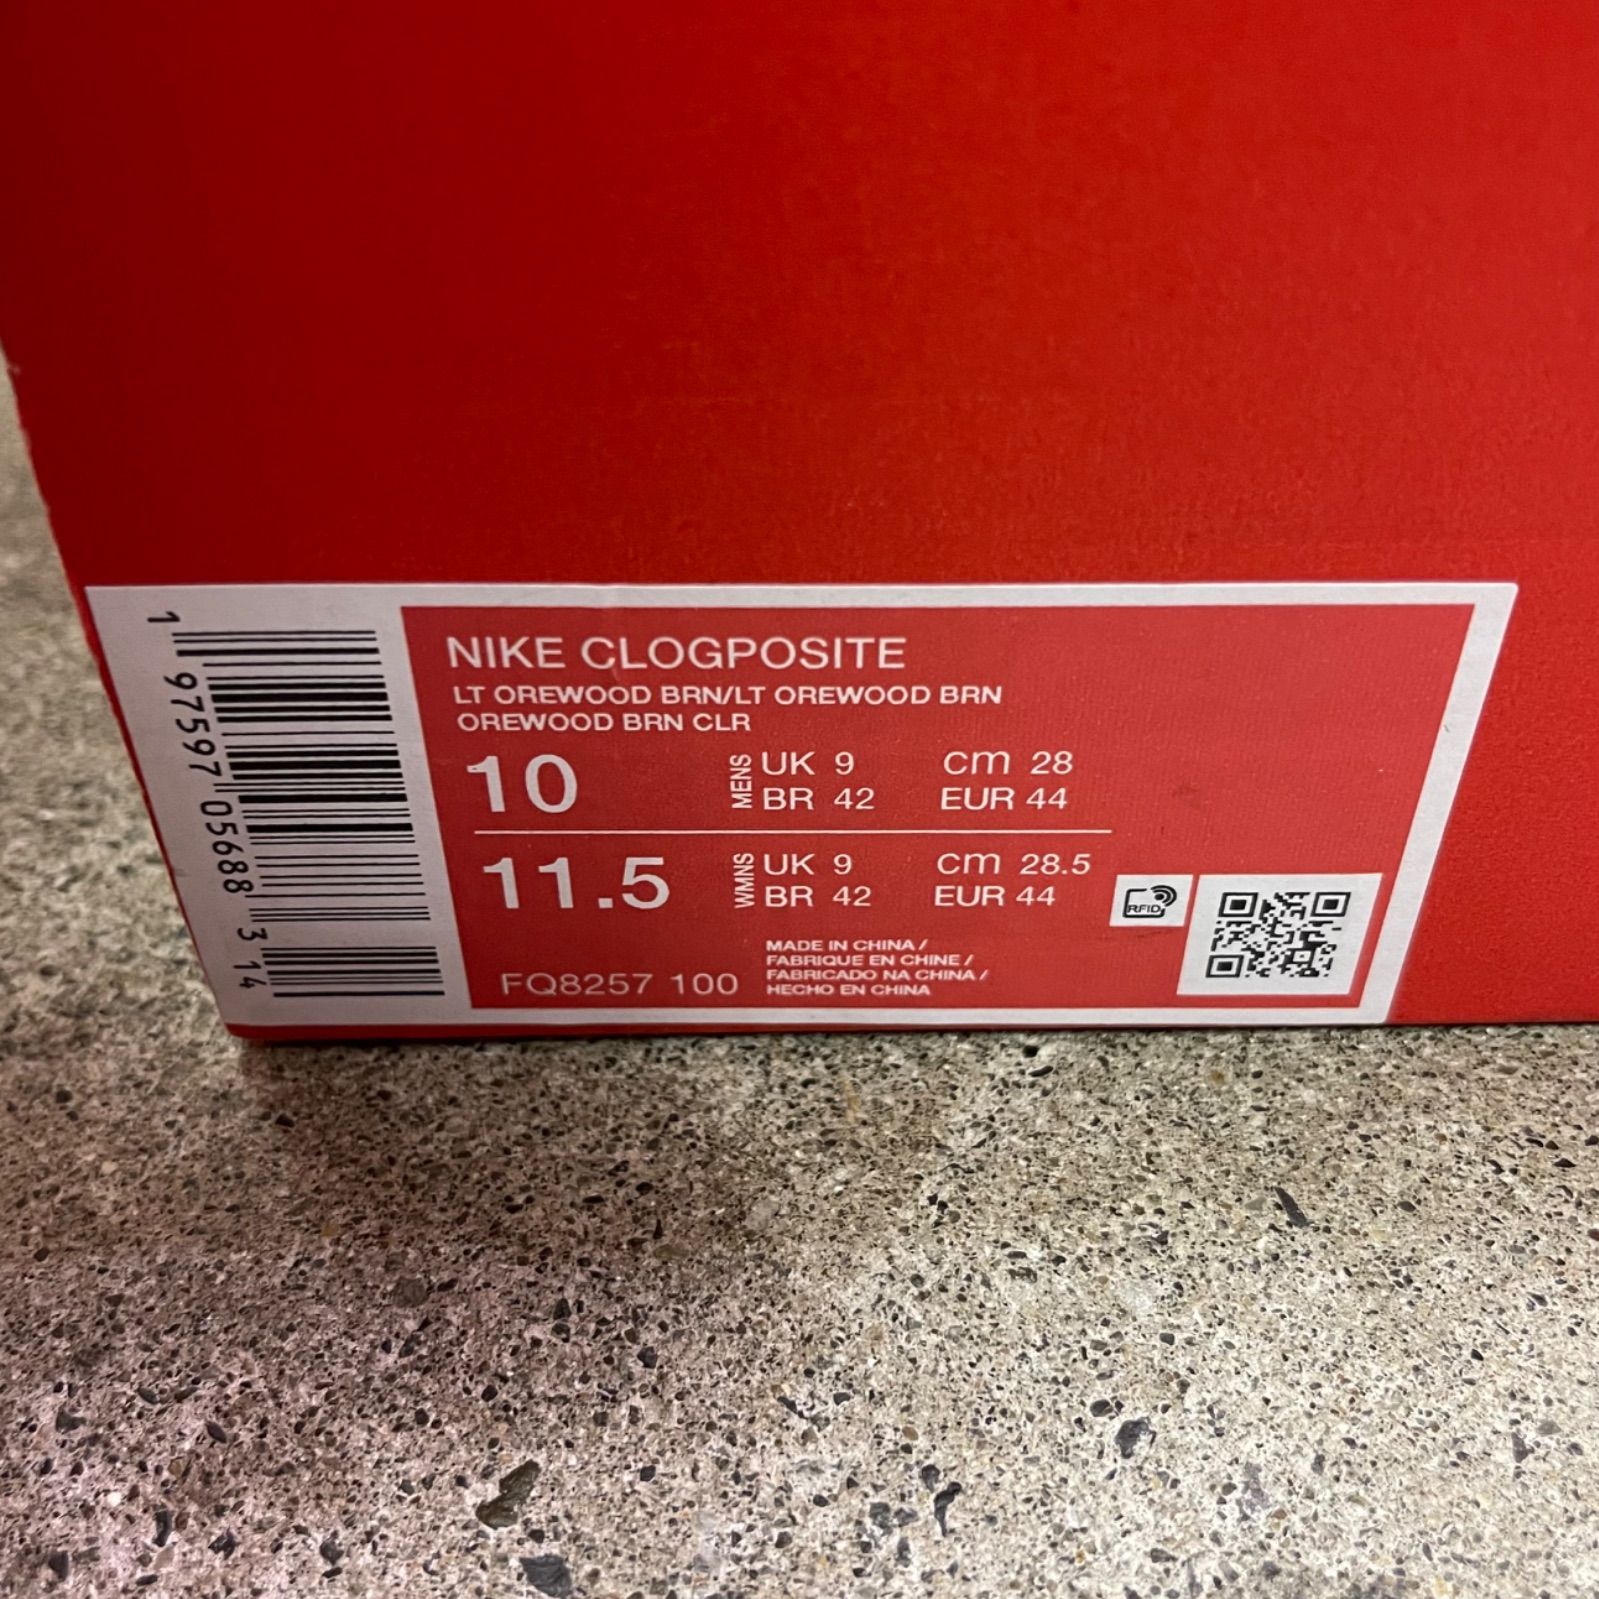 NIKE CLOGPOSITE
LT OREWOOD BRN/LT OREWOOD BRN
OREWOOD BRN CLR
10 MENS UK 9 CM 28
BR 42 EUR 44
11.5 WMNS UK 9 CM 28.5
BR 42 EUR 44
FQ8257 100
MADE IN CHINA /
FABRIQUE EN CHINE /
FABRICADO NA CHINA /
HECHO EN CHINA
RFID
1 97597 05688 3 14